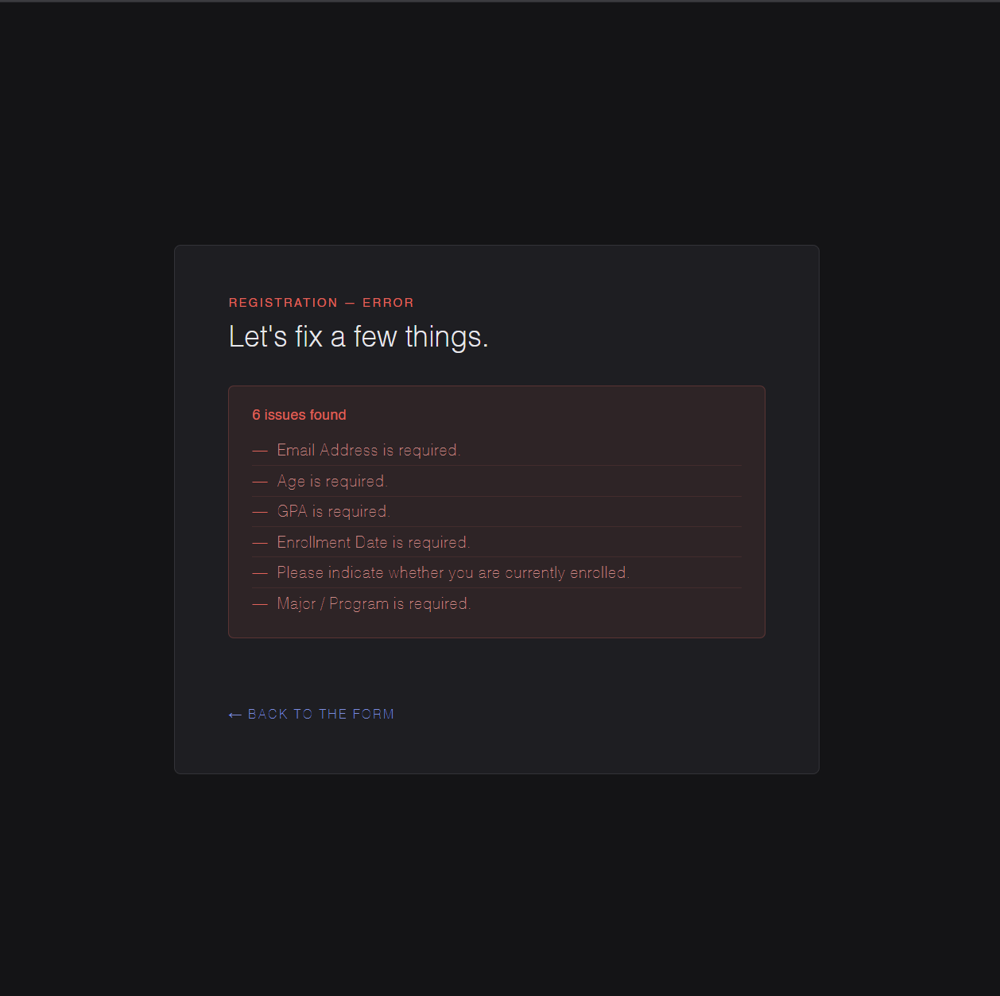 REGISTRATION — ERROR
Let's fix a few things.
6 issues found
— Email Address is required.
— Age is required.
— GPA is required.
— Enrollment Date is required.
— Please indicate whether you are currently enrolled.
— Major / Program is required.
← BACK TO THE FORM